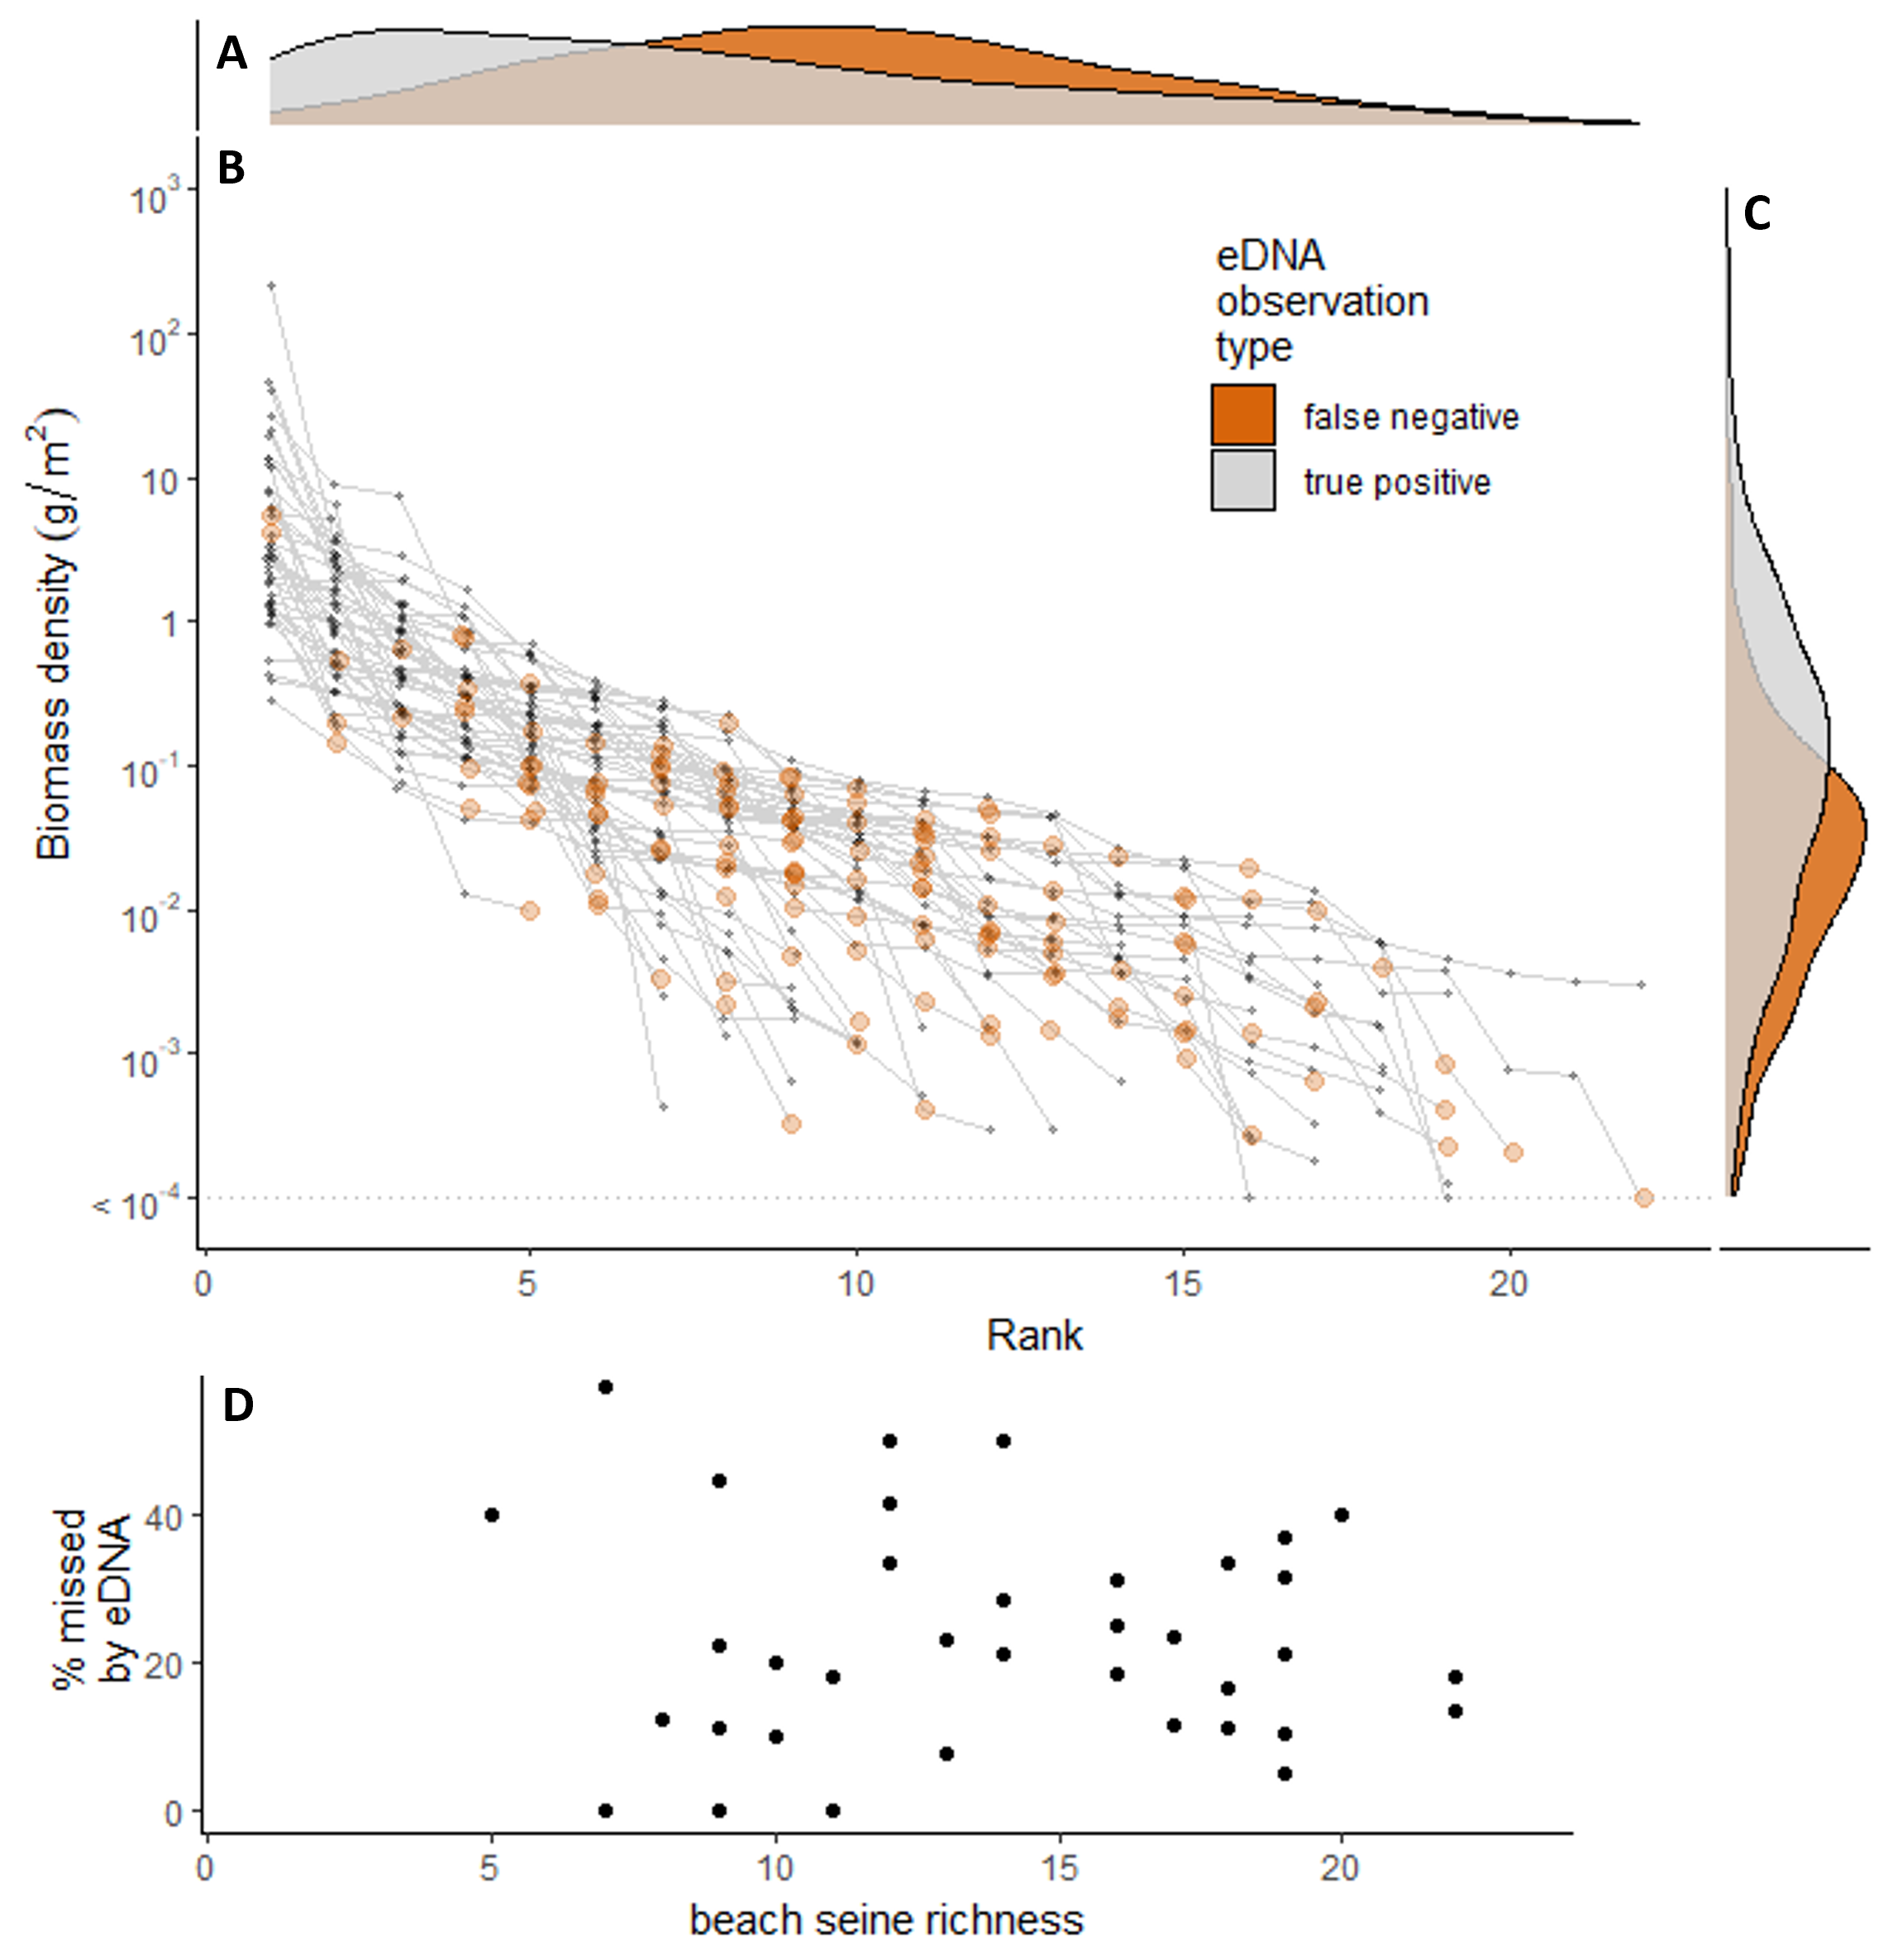 A
B
C
10³
10²
10
1
10⁻¹
10⁻²
10⁻³
< 10⁻⁴
Biomass density (g/m²)
eDNA
observation
type
false negative
true positive
0 5 10 15 20
Rank
D
40
20
0
% missed
by eDNA
0 5 10 15 20
beach seine richness